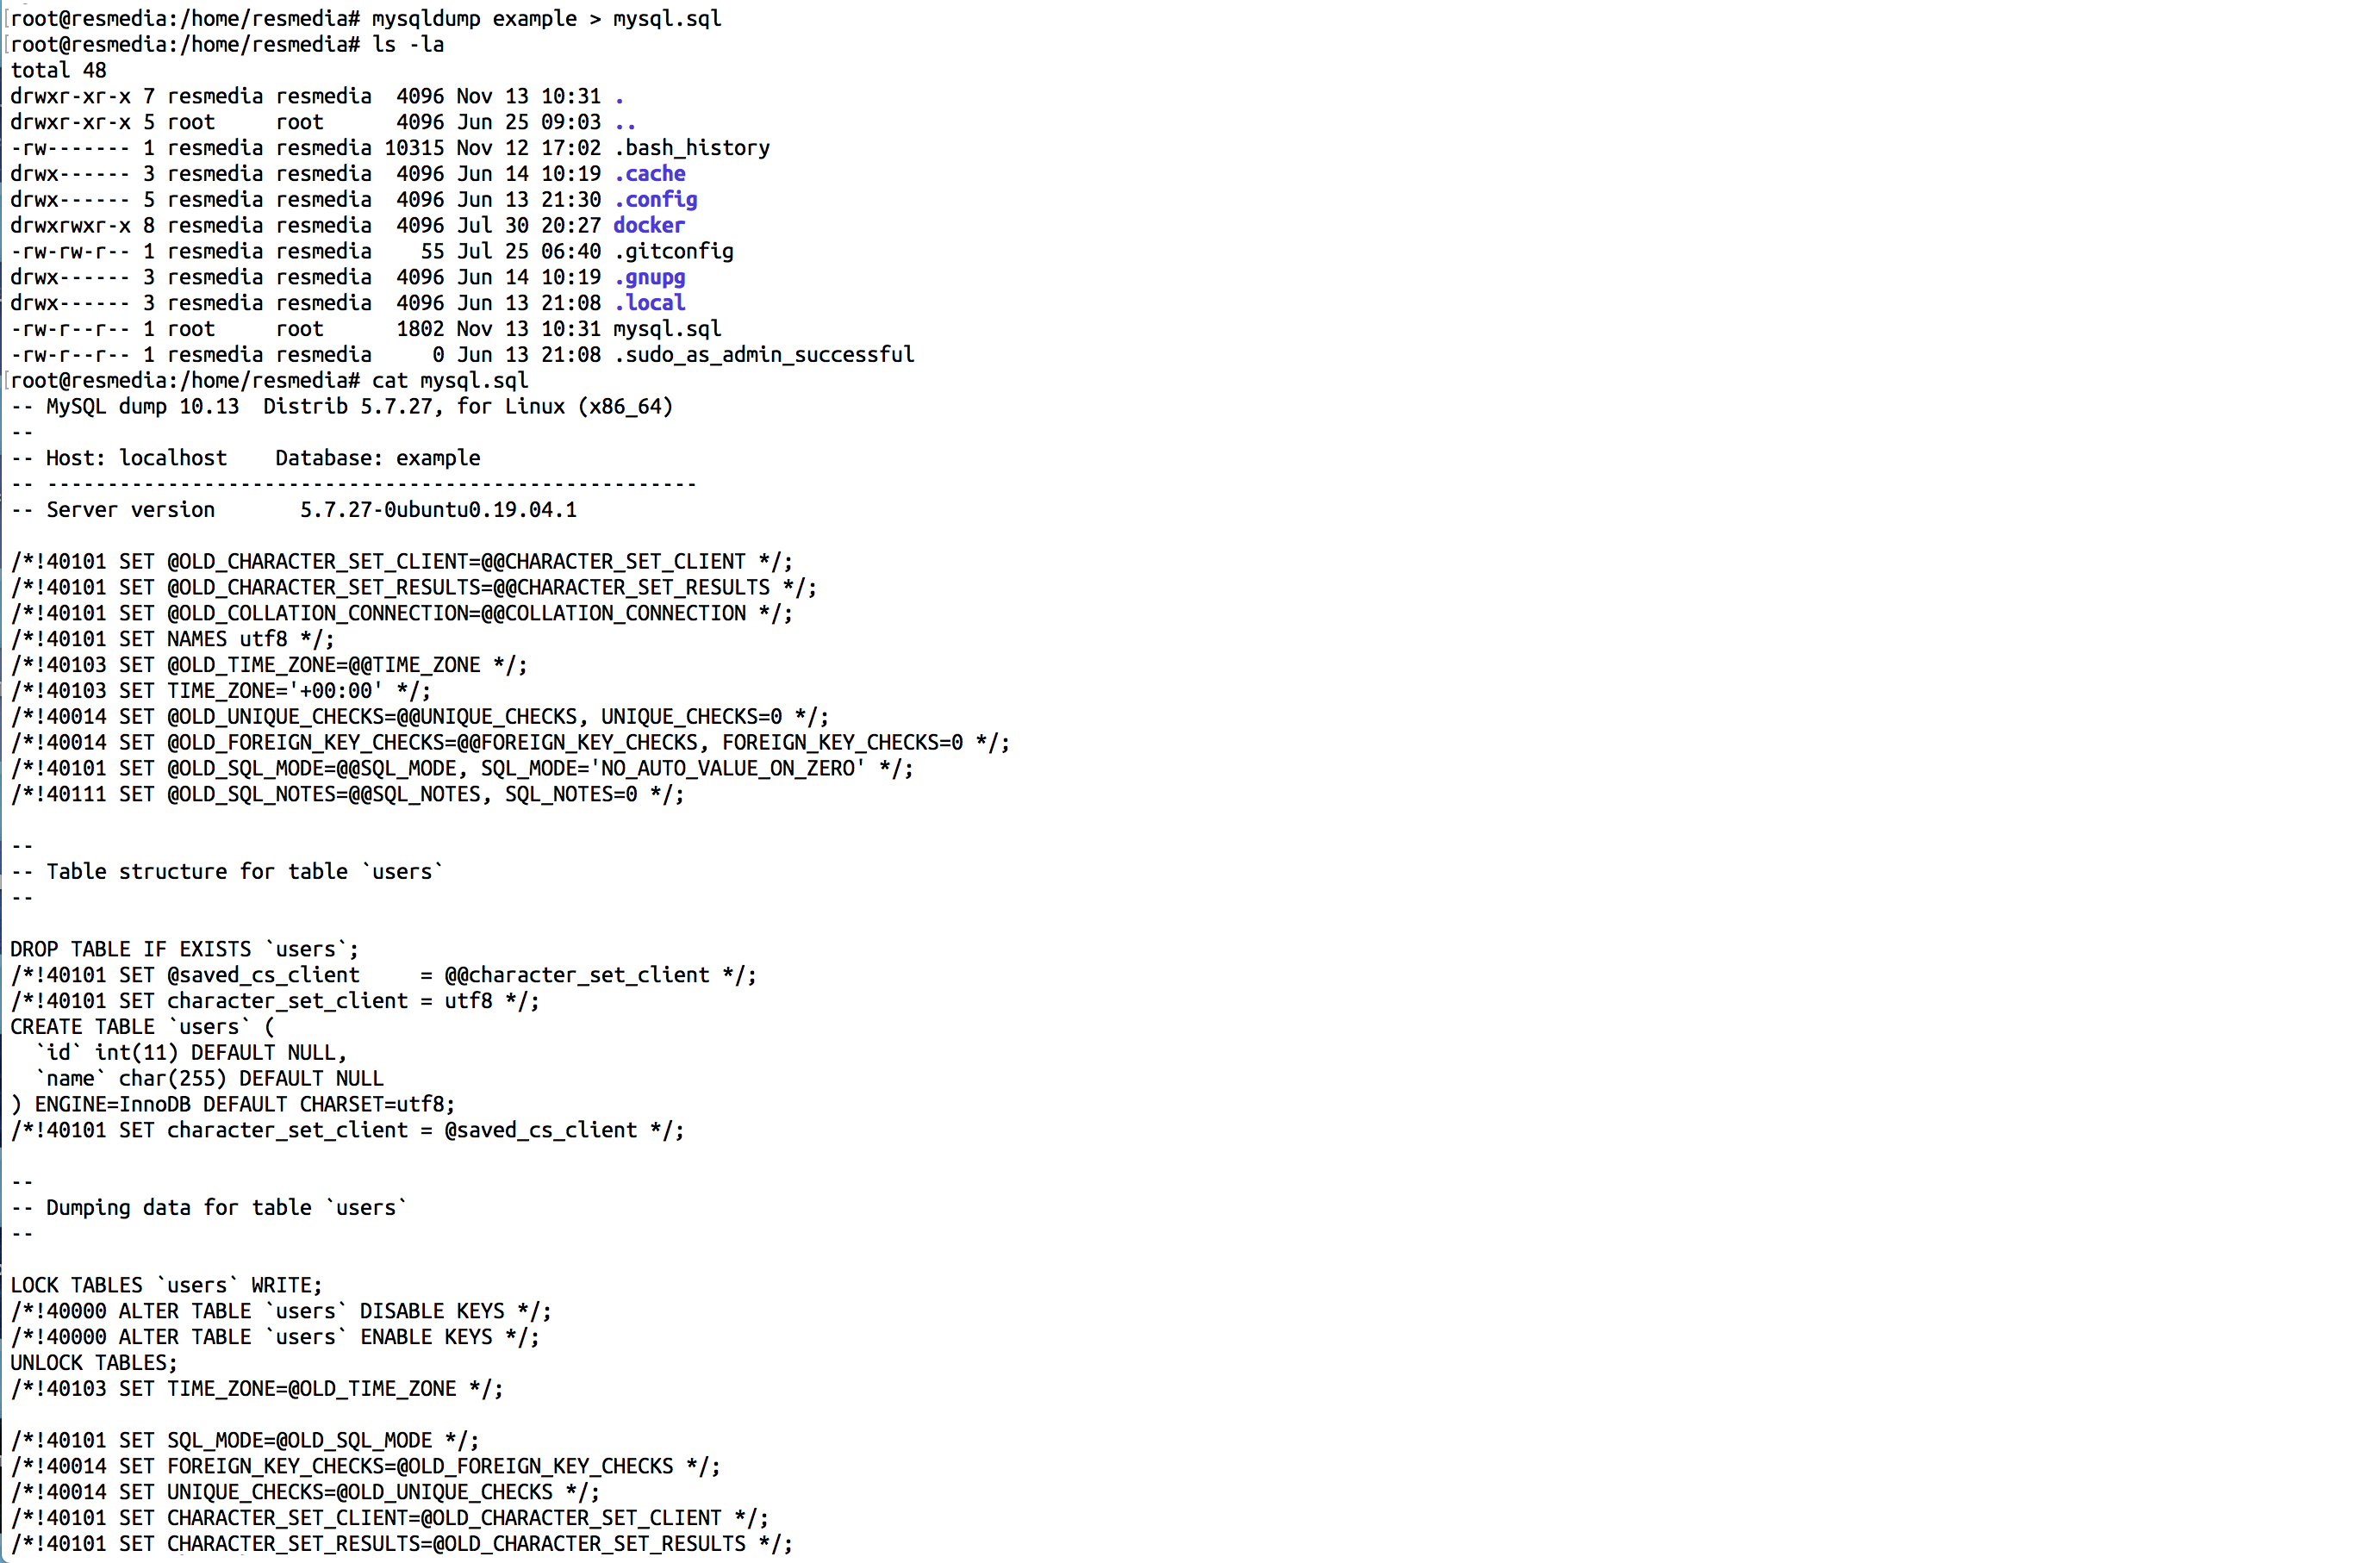 root@resmedia:/home/resmedia# mysqldump example > mysql.sql
root@resmedia:/home/resmedia# ls -la
total 48
drwxr-xr-x 7 resmedia resmedia  4096 Nov 13 10:31 .
drwxr-xr-x 5 root     root      4096 Jun 25 09:03 ..
-rw------- 1 resmedia resmedia 10315 Nov 12 17:02 .bash_history
drwx------ 3 resmedia resmedia  4096 Jun 14 10:19 .cache
drwx------ 5 resmedia resmedia  4096 Jun 13 21:30 .config
drwxrwxr-x 8 resmedia resmedia  4096 Jul 30 20:27 docker
-rw-rw-r-- 1 resmedia resmedia    55 Jul 25 06:40 .gitconfig
drwx------ 3 resmedia resmedia  4096 Jun 14 10:19 .gnupg
drwx------ 3 resmedia resmedia  4096 Jun 13 21:08 .local
-rw-r--r-- 1 root     root      1802 Nov 13 10:31 mysql.sql
-rw-r--r-- 1 resmedia resmedia     0 Jun 13 21:08 .sudo_as_admin_successful
root@resmedia:/home/resmedia# cat mysql.sql
-- MySQL dump 10.13  Distrib 5.7.27, for Linux (x86_64)
--
-- Host: localhost    Database: example
-- ------------------------------------------------------
-- Server version       5.7.27-0ubuntu0.19.04.1

/*!40101 SET @OLD_CHARACTER_SET_CLIENT=@@CHARACTER_SET_CLIENT */;
/*!40101 SET @OLD_CHARACTER_SET_RESULTS=@@CHARACTER_SET_RESULTS */;
/*!40101 SET @OLD_COLLATION_CONNECTION=@@COLLATION_CONNECTION */;
/*!40101 SET NAMES utf8 */;
/*!40103 SET @OLD_TIME_ZONE=@@TIME_ZONE */;
/*!40103 SET TIME_ZONE='+00:00' */;
/*!40014 SET @OLD_UNIQUE_CHECKS=@@UNIQUE_CHECKS, UNIQUE_CHECKS=0 */;
/*!40014 SET @OLD_FOREIGN_KEY_CHECKS=@@FOREIGN_KEY_CHECKS, FOREIGN_KEY_CHECKS=0 */;
/*!40101 SET @OLD_SQL_MODE=@@SQL_MODE, SQL_MODE='NO_AUTO_VALUE_ON_ZERO' */;
/*!40111 SET @OLD_SQL_NOTES=@@SQL_NOTES, SQL_NOTES=0 */;

--
-- Table structure for table `users`
--

DROP TABLE IF EXISTS `users`;
/*!40101 SET @saved_cs_client     = @@character_set_client */;
/*!40101 SET character_set_client = utf8 */;
CREATE TABLE `users` (
  `id` int(11) DEFAULT NULL,
  `name` char(255) DEFAULT NULL
) ENGINE=InnoDB DEFAULT CHARSET=utf8;
/*!40101 SET character_set_client = @saved_cs_client */;

--
-- Dumping data for table `users`
--

LOCK TABLES `users` WRITE;
/*!40000 ALTER TABLE `users` DISABLE KEYS */;
/*!40000 ALTER TABLE `users` ENABLE KEYS */;
UNLOCK TABLES;
/*!40103 SET TIME_ZONE=@OLD_TIME_ZONE */;

/*!40101 SET SQL_MODE=@OLD_SQL_MODE */;
/*!40014 SET FOREIGN_KEY_CHECKS=@OLD_FOREIGN_KEY_CHECKS */;
/*!40014 SET UNIQUE_CHECKS=@OLD_UNIQUE_CHECKS */;
/*!40101 SET CHARACTER_SET_CLIENT=@OLD_CHARACTER_SET_CLIENT */;
/*!40101 SET CHARACTER_SET_RESULTS=@OLD_CHARACTER_SET_RESULTS */;